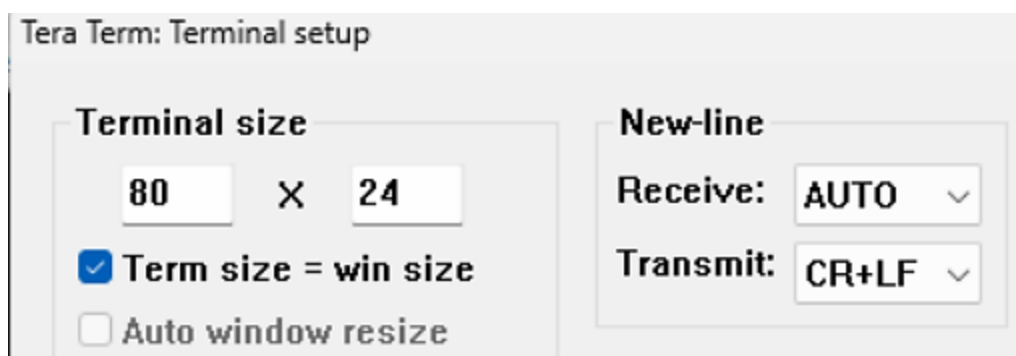 Tera Term: Terminal setup
Terminal size
80 X 24
Term size = win size
Auto window resize
New-line
Receive: AUTO
Transmit: CR+LF